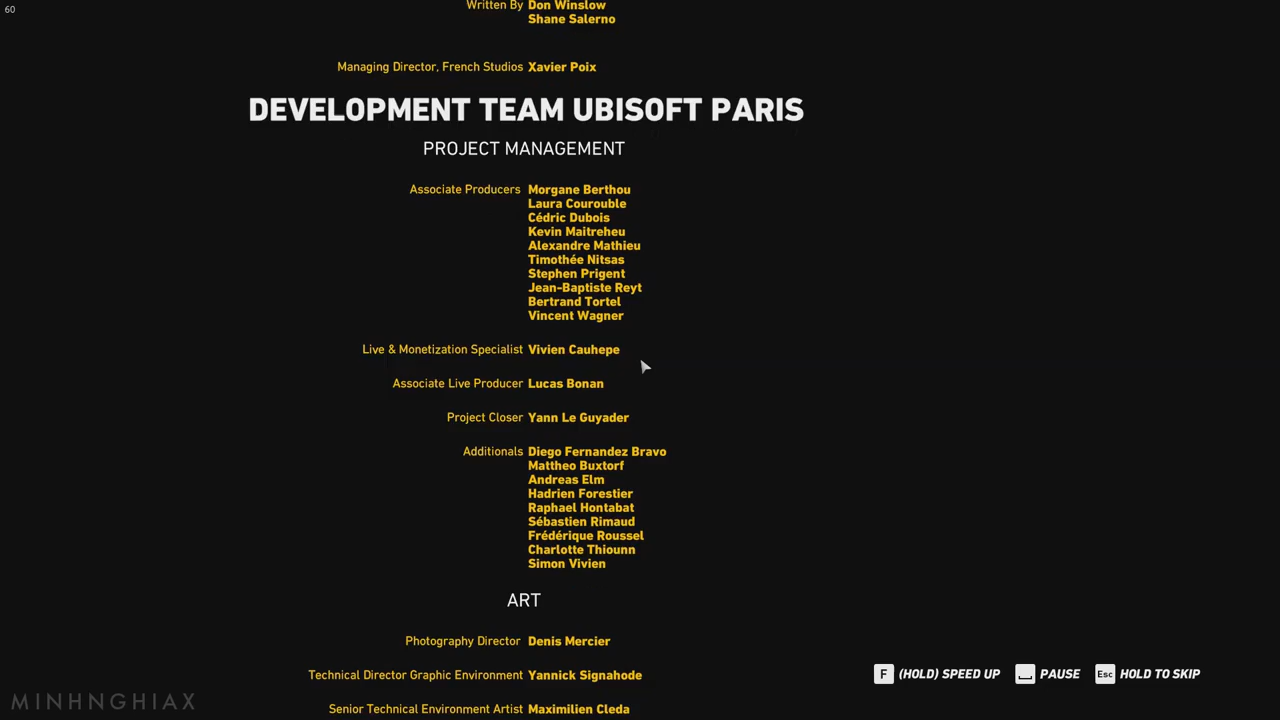 60
Written By Don Winslow
Shane Salerno
Managing Director, French Studios Xavier Poix
DEVELOPMENT TEAM UBISOFT PARIS
PROJECT MANAGEMENT
Associate Producers Morgane Berthou
Laura Courouble
Cédric Dubois
Kevin Maitreheu
Alexandre Mathieu
Timothée Nitsas
Stephen Prigent
Jean-Baptiste Reyt
Bertrand Tortel
Vincent Wagner
Live & Monetization Specialist Vivien Cauhepe
Associate Live Producer Lucas Bonan
Project Closer Yann Le Guyader
Additionals Diego Fernandez Bravo
Mattheo Buxtorf
Andreas Elm
Hadrien Forestier
Raphael Hontabat
Sébastien Rimaud
Frédérique Roussel
Charlotte Thiounn
Simon Vivien
ART
Photography Director Denis Mercier
Technical Director Graphic Environment Yannick Signahode
Senior Technical Environment Artist Maximilien Cleda
F (HOLD) SPEED UP PAUSE Esc HOLD TO SKIP
MINHNGHIAX